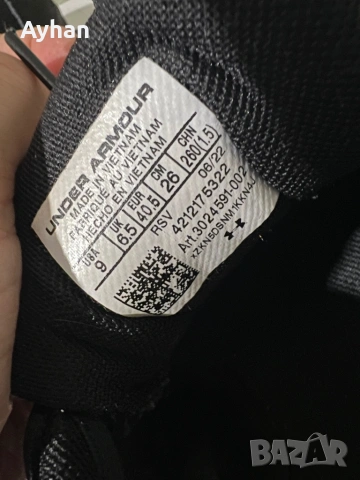 Ayhan
UNDER ARMOUR
MADE IN VIETNAM
FABRIQUÉ AU VIETNAM
HECHO EN VIETNAM
USA UK EUR CM CHN
9 6.5 40.5 26 260(1.5)
RSV 06/22
4212176322
Art.3024591-002
BAZAR